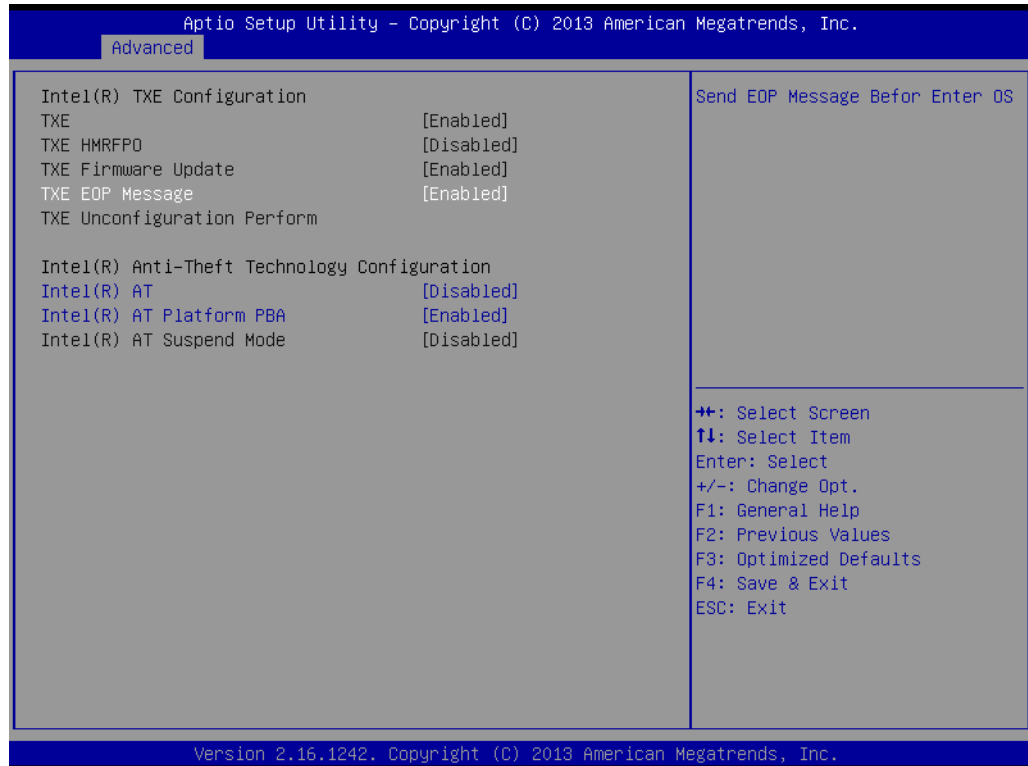 Aptio Setup Utility – Copyright (C) 2013 American Megatrends, Inc.
Advanced
Intel(R) TXE Configuration
TXE [Enabled]
TXE HMRFPO [Disabled]
TXE Firmware Update [Enabled]
TXE EOP Message [Enabled]
TXE Unconfiguration Perform
Intel(R) Anti-Theft Technology Configuration
Intel(R) AT [Disabled]
Intel(R) AT Platform PBA [Enabled]
Intel(R) AT Suspend Mode [Disabled]
Send EOP Message Befor Enter OS
→←: Select Screen
↑↓: Select Item
Enter: Select
+/-: Change Opt.
F1: General Help
F2: Previous Values
F3: Optimized Defaults
F4: Save & Exit
ESC: Exit
Version 2.16.1242. Copyright (C) 2013 American Megatrends, Inc.